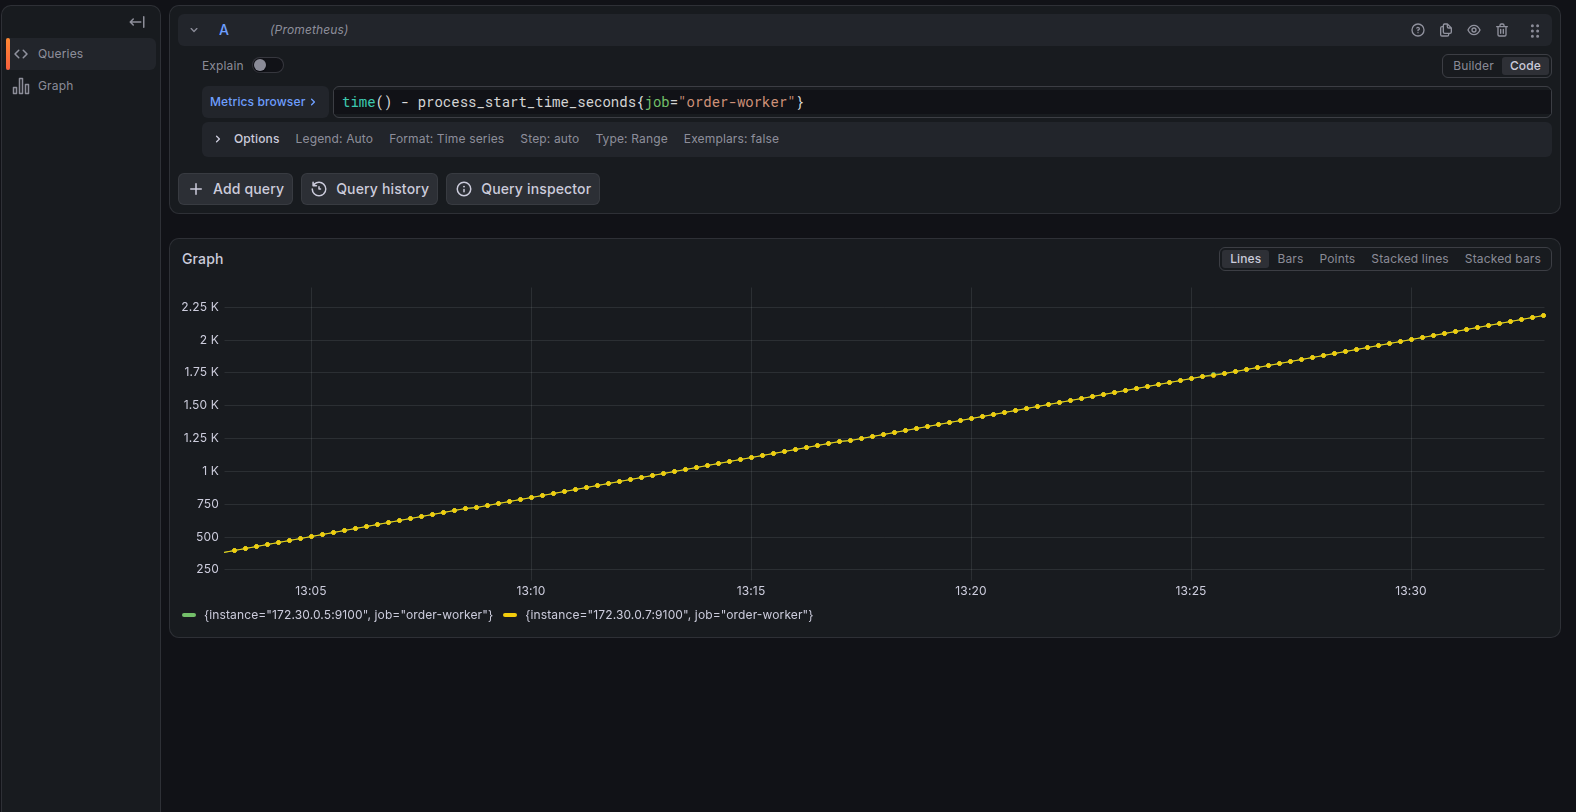 Queries
Graph
A (Prometheus)
Explain
Builder Code
Metrics browser > time() - process_start_time_seconds{job="order-worker"}
> Options Legend: Auto Format: Time series Step: auto Type: Range Exemplars: false
+ Add query Query history Query inspector
Graph
Lines Bars Points Stacked lines Stacked bars
2.25 K
2 K
1.75 K
1.50 K
1.25 K
1 K
750
500
250
13:05 13:10 13:15 13:20 13:25 13:30
{instance="172.30.0.5:9100", job="order-worker"} {instance="172.30.0.7:9100", job="order-worker"}